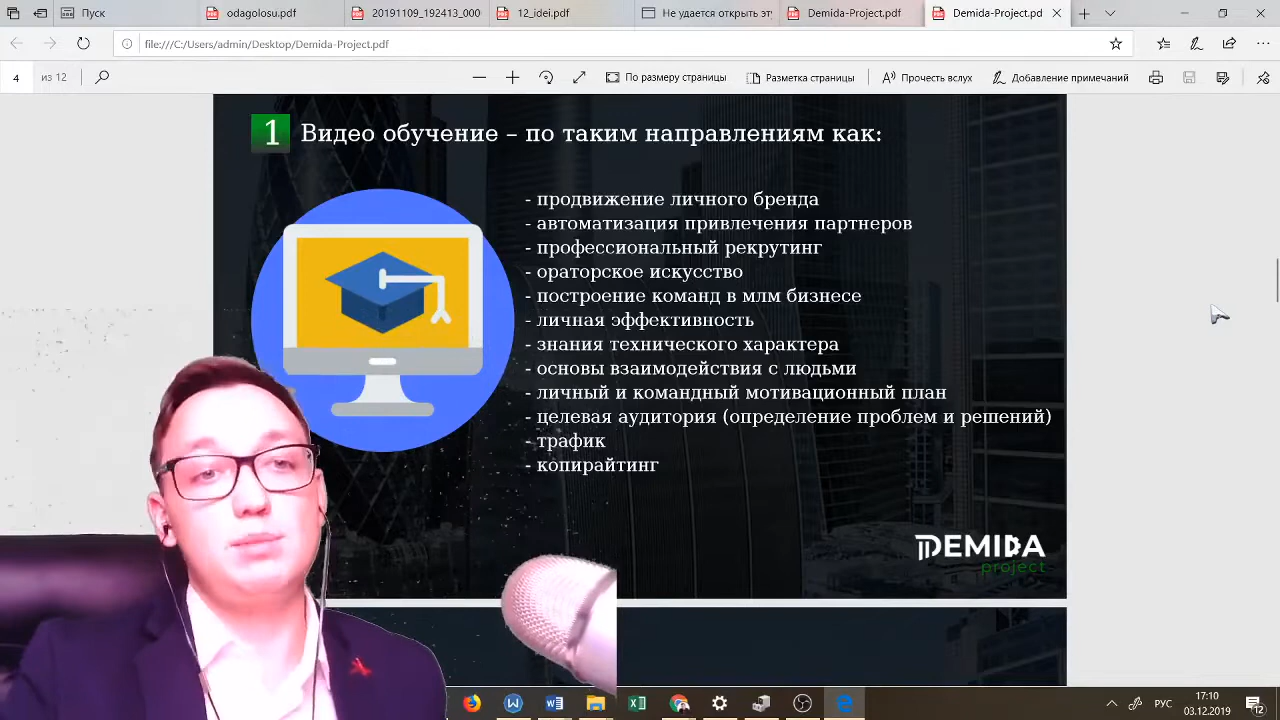 Пуск
odagolosu.pdf
20191109_192413_000
12_idei.pdf
Не удается открыть эт
Demida-Project.pdf
Demida-Project.pd
file:///C:/Users/admin/Desktop/Demida-Project.pdf
4 из 12
По размеру страницы
Разметка страницы
Прочесть вслух
Добавление примечаний
1 Видео обучение – по таким направлениям как:
- продвижение личного бренда
- автоматизация привлечения партнеров
- профессиональный рекрутинг
- ораторское искусство
- построение команд в млм бизнесе
- личная эффективность
- знания технического характера
- основы взаимодействия с людьми
- личный и командный мотивационный план
- целевая аудитория (определение проблем и решений)
- трафик
- копирайтинг
DEMIDA
project
РУС
17:10
03.12.2019
2